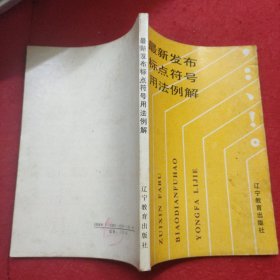 最新发布
标点符号
用法例解
ZUIXIN FABU
BIAODIANFUHAO
YONGFA LIJIE
辽宁教育出版社
最新发布标点符号用法例解
辽宁教育出版社